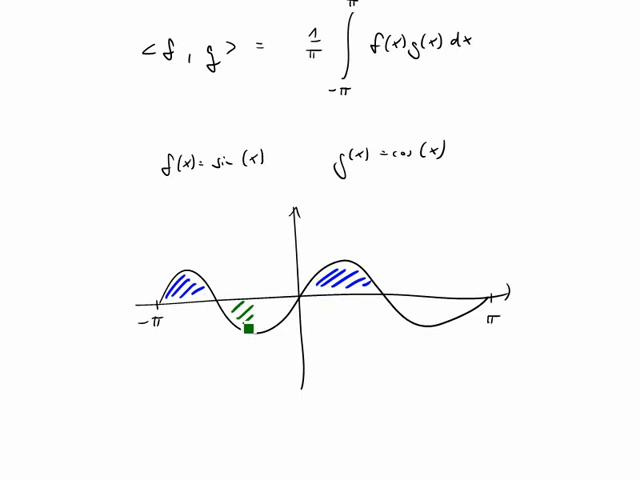 < f , g > = 1/π ∫_{-π}^{π} f(x)g(x) dx
f(x) = sin(x) g(x) = cos(x)
-π π